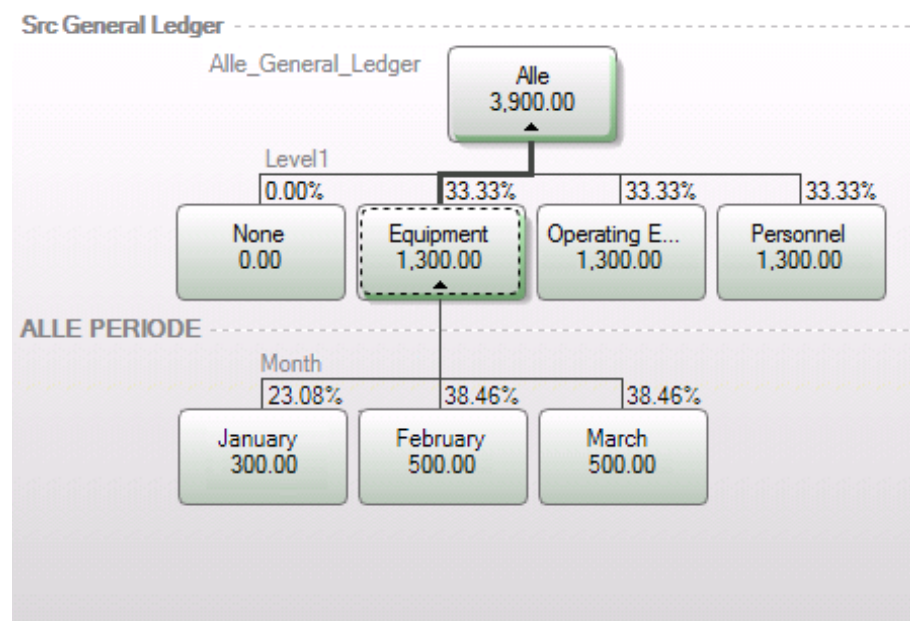 Src General Ledger
Alle_General_Ledger
Alle
3,900.00
Level1
0.00% 33.33% 33.33% 33.33%
None Equipment Operating E... Personnel
0.00 1,300.00 1,300.00 1,300.00
ALLE PERIODE
Month
23.08% 38.46% 38.46%
January February March
300.00 500.00 500.00